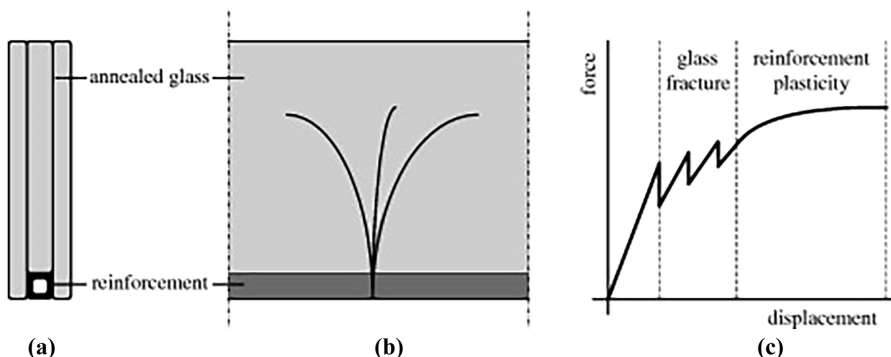 annealed glass
reinforcement
(a)
(b)
force
glass
fracture
reinforcement
plasticity
displacement
(c)